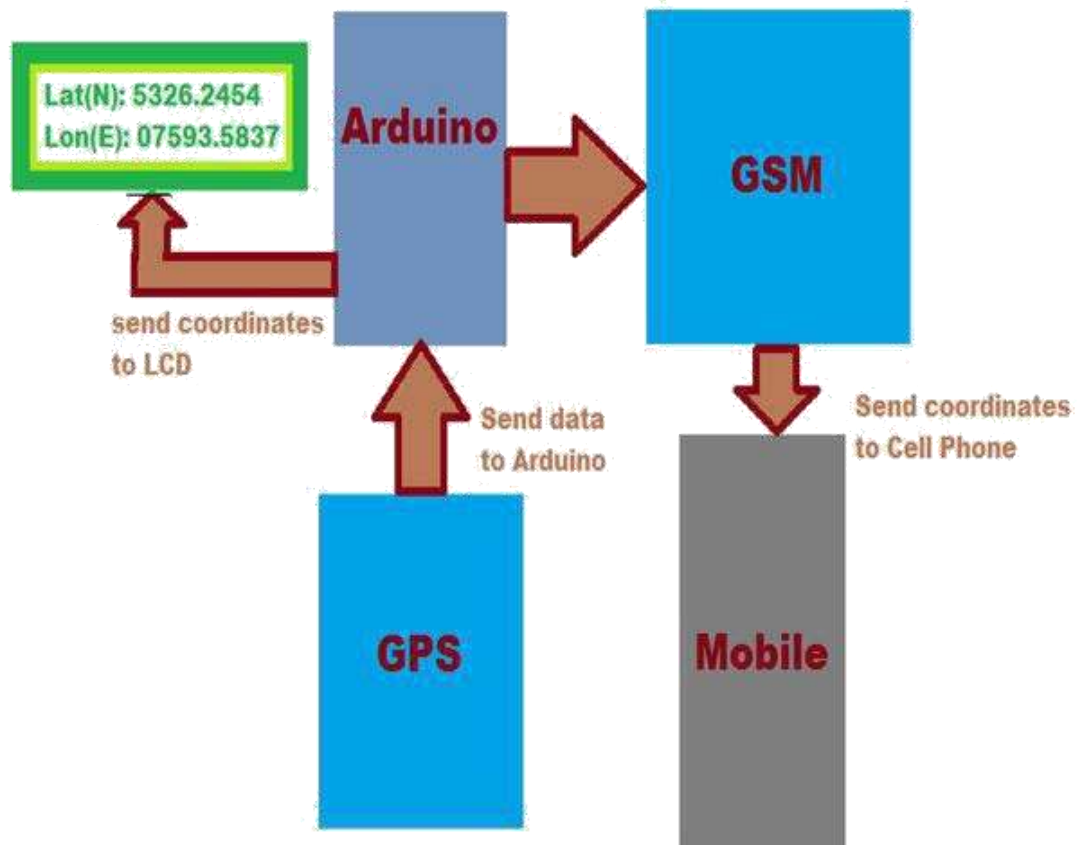 Lat(N): 5326.2454
Lon(E): 07593.5837
Arduino
GSM
send coordinates
to LCD
Send data
to Arduino
Send coordinates
to Cell Phone
GPS
Mobile